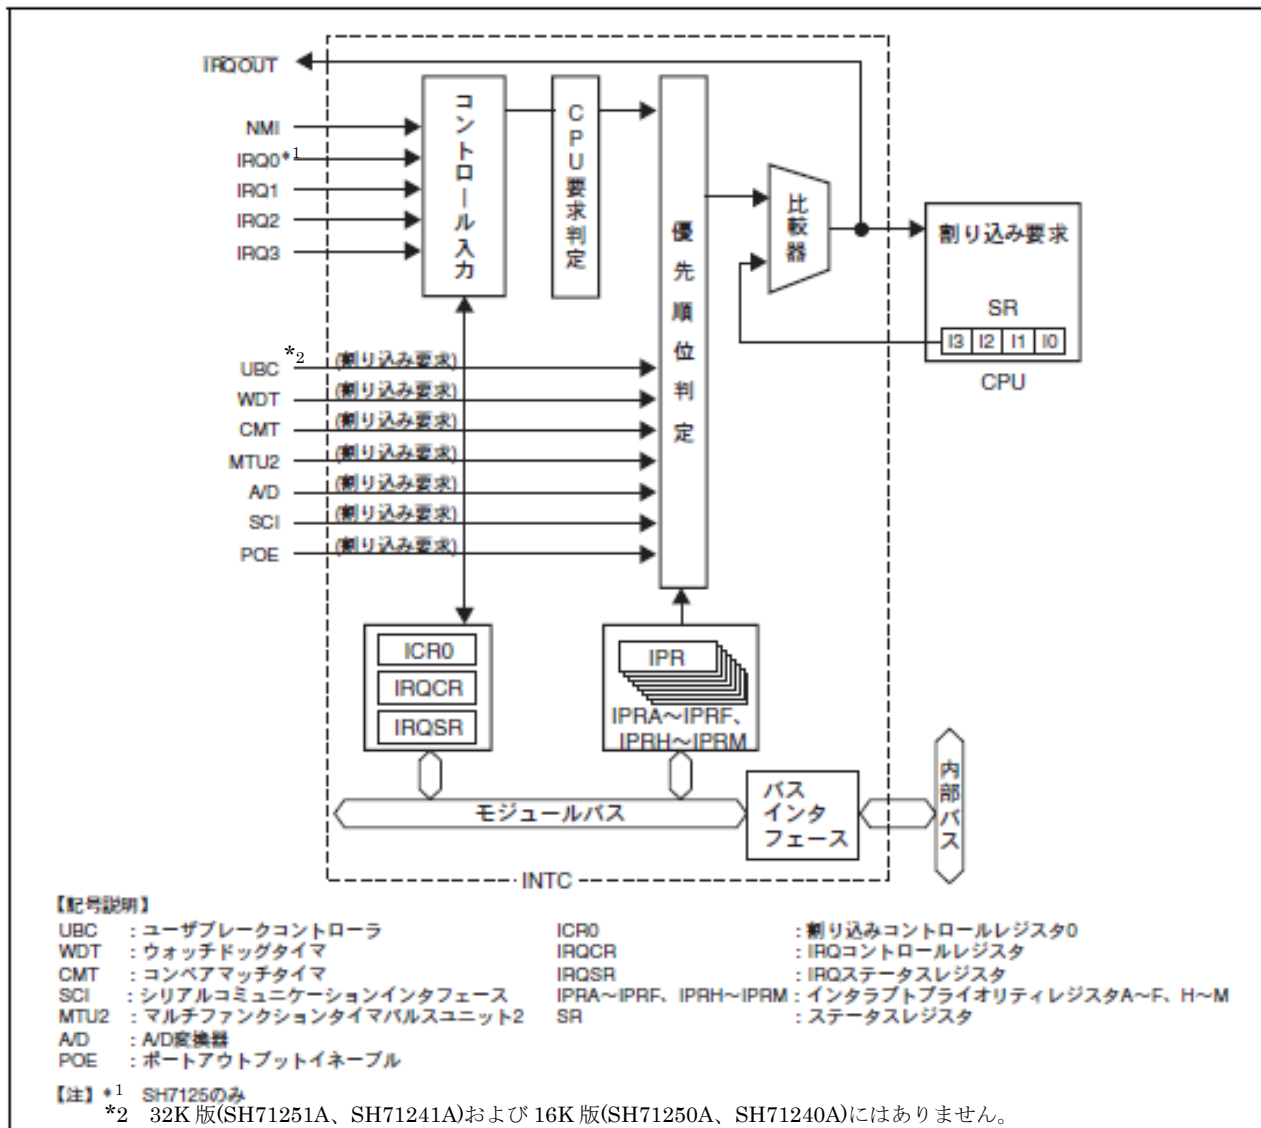 IRQOUT
NMI
IRQ0*1
IRQ1
IRQ2
IRQ3
コントロール入力
CPU要求判定
優先順位判定
比較器
割り込み要求
SR
I3 I2 I1 I0
CPU
UBC *2 (割り込み要求)
WDT (割り込み要求)
CMT (割り込み要求)
MTU2 (割り込み要求)
A/D (割り込み要求)
SCI (割り込み要求)
POE (割り込み要求)
ICR0
IRQCR
IRQSR
IPR
IPRA～IPRF、
IPRH～IPRM
モジュールバス
バス
インタ
フェース
内部バス
INTC
【記号説明】
UBC ：ユーザブレークコントローラ
WDT ：ウォッチドッグタイマ
CMT ：コンペアマッチタイマ
SCI ：シリアルコミュニケーションインタフェース
MTU2 ：マルチファンクションタイマパルスユニット2
A/D ：A/D変換器
POE ：ポートアウトプットイネーブル
ICR0 ：割り込みコントロールレジスタ0
IRQCR ：IRQコントロールレジスタ
IRQSR ：IRQステータスレジスタ
IPRA～IPRF、IPRH～IPRM：インタラプトプライオリティレジスタA～F、H～M
SR ：ステータスレジスタ
【注】*1 SH7125のみ
*2 32K版(SH71251A、SH71241A)および16K版(SH71250A、SH71240A)にはありません。